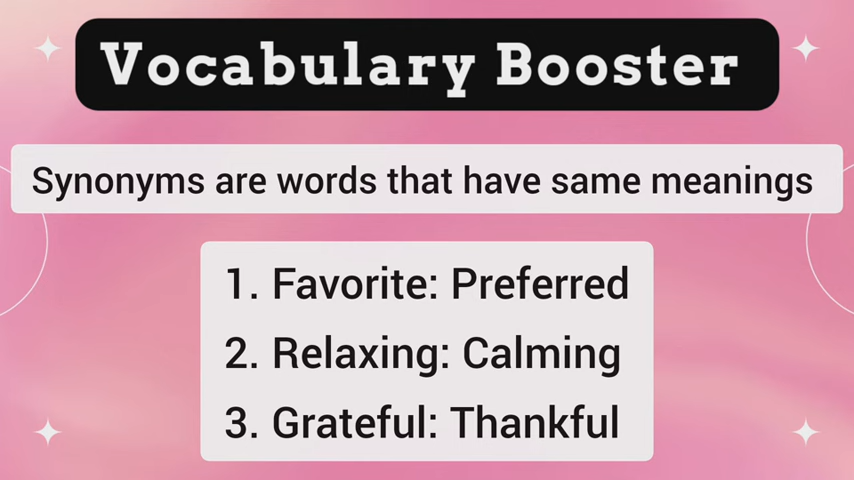 Vocabulary Booster
Synonyms are words that have same meanings
1. Favorite: Preferred
2. Relaxing: Calming
3. Grateful: Thankful